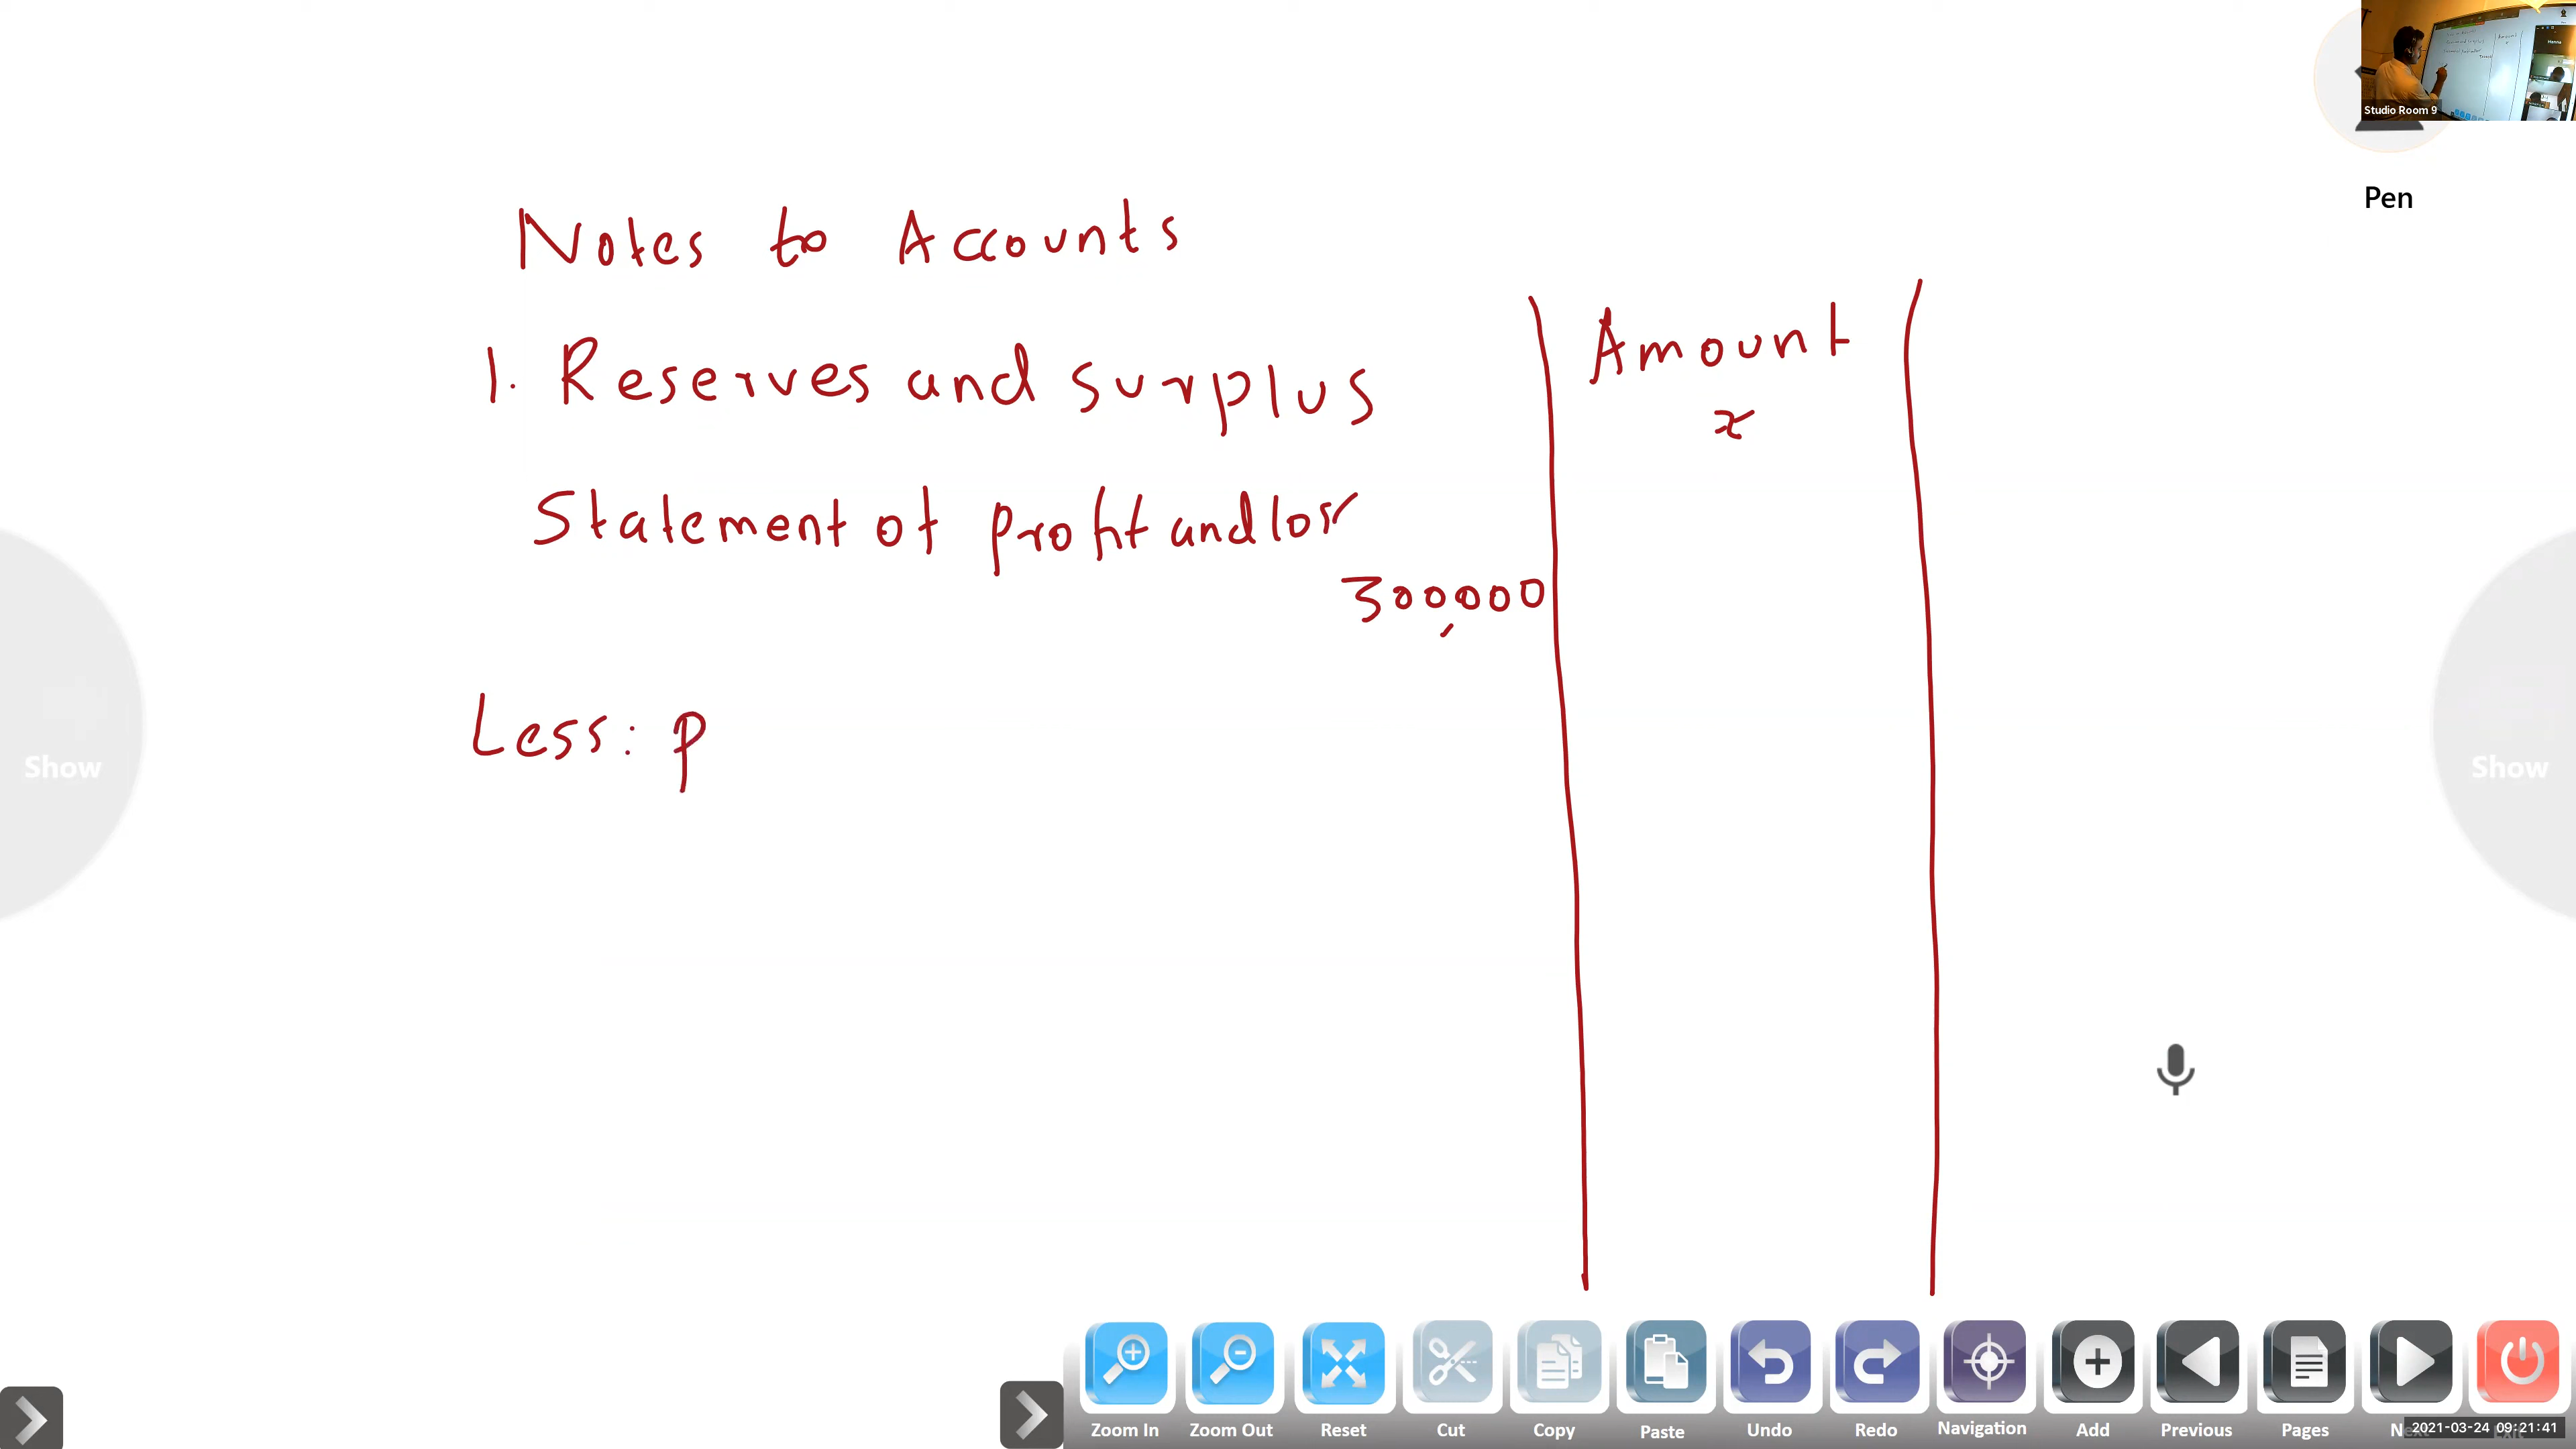 Studio Room 9
Pen
Notes to Accounts
Amount
1. Reserves and surplus
Statement of profit and loss
300,000
Less: p
Show
Show
Zoom In
Zoom Out
Reset
Cut
Copy
Paste
Undo
Redo
Navigation
Add
Previous
Pages
2021-03-24 09:21:41